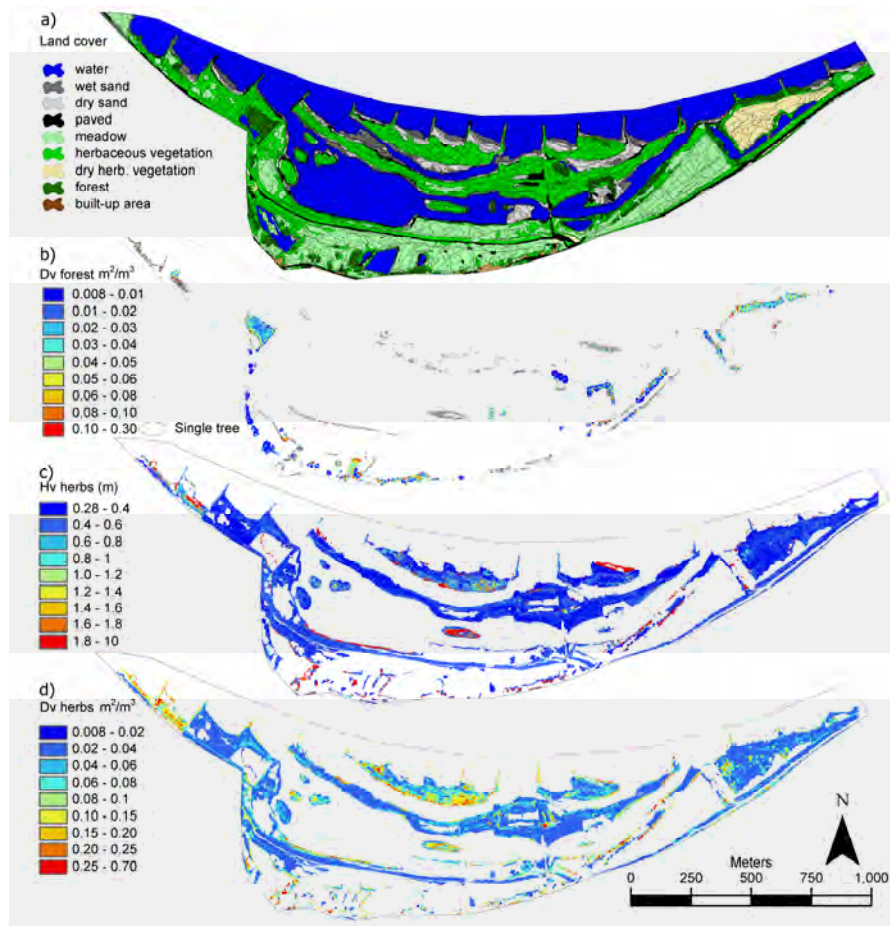 a)
Land cover
water
wet sand
dry sand
paved
meadow
herbaceous vegetation
dry herb. vegetation
forest
built-up area
b)
Dv forest m²/m³
0.008 - 0.01
0.01 - 0.02
0.02 - 0.03
0.03 - 0.04
0.04 - 0.05
0.05 - 0.06
0.06 - 0.08
0.08 - 0.10
0.10 - 0.30 Single tree
c)
Hv herbs (m)
0.28 - 0.4
0.4 - 0.6
0.6 - 0.8
0.8 - 1
1.0 - 1.2
1.2 - 1.4
1.4 - 1.6
1.6 - 1.8
1.8 - 10
d)
Dv herbs m²/m³
0.008 - 0.02
0.02 - 0.04
0.04 - 0.06
0.06 - 0.08
0.08 - 0.1
0.10 - 0.15
0.15 - 0.20
0.20 - 0.25
0.25 - 0.70
N
Meters
0 250 500 750 1.000